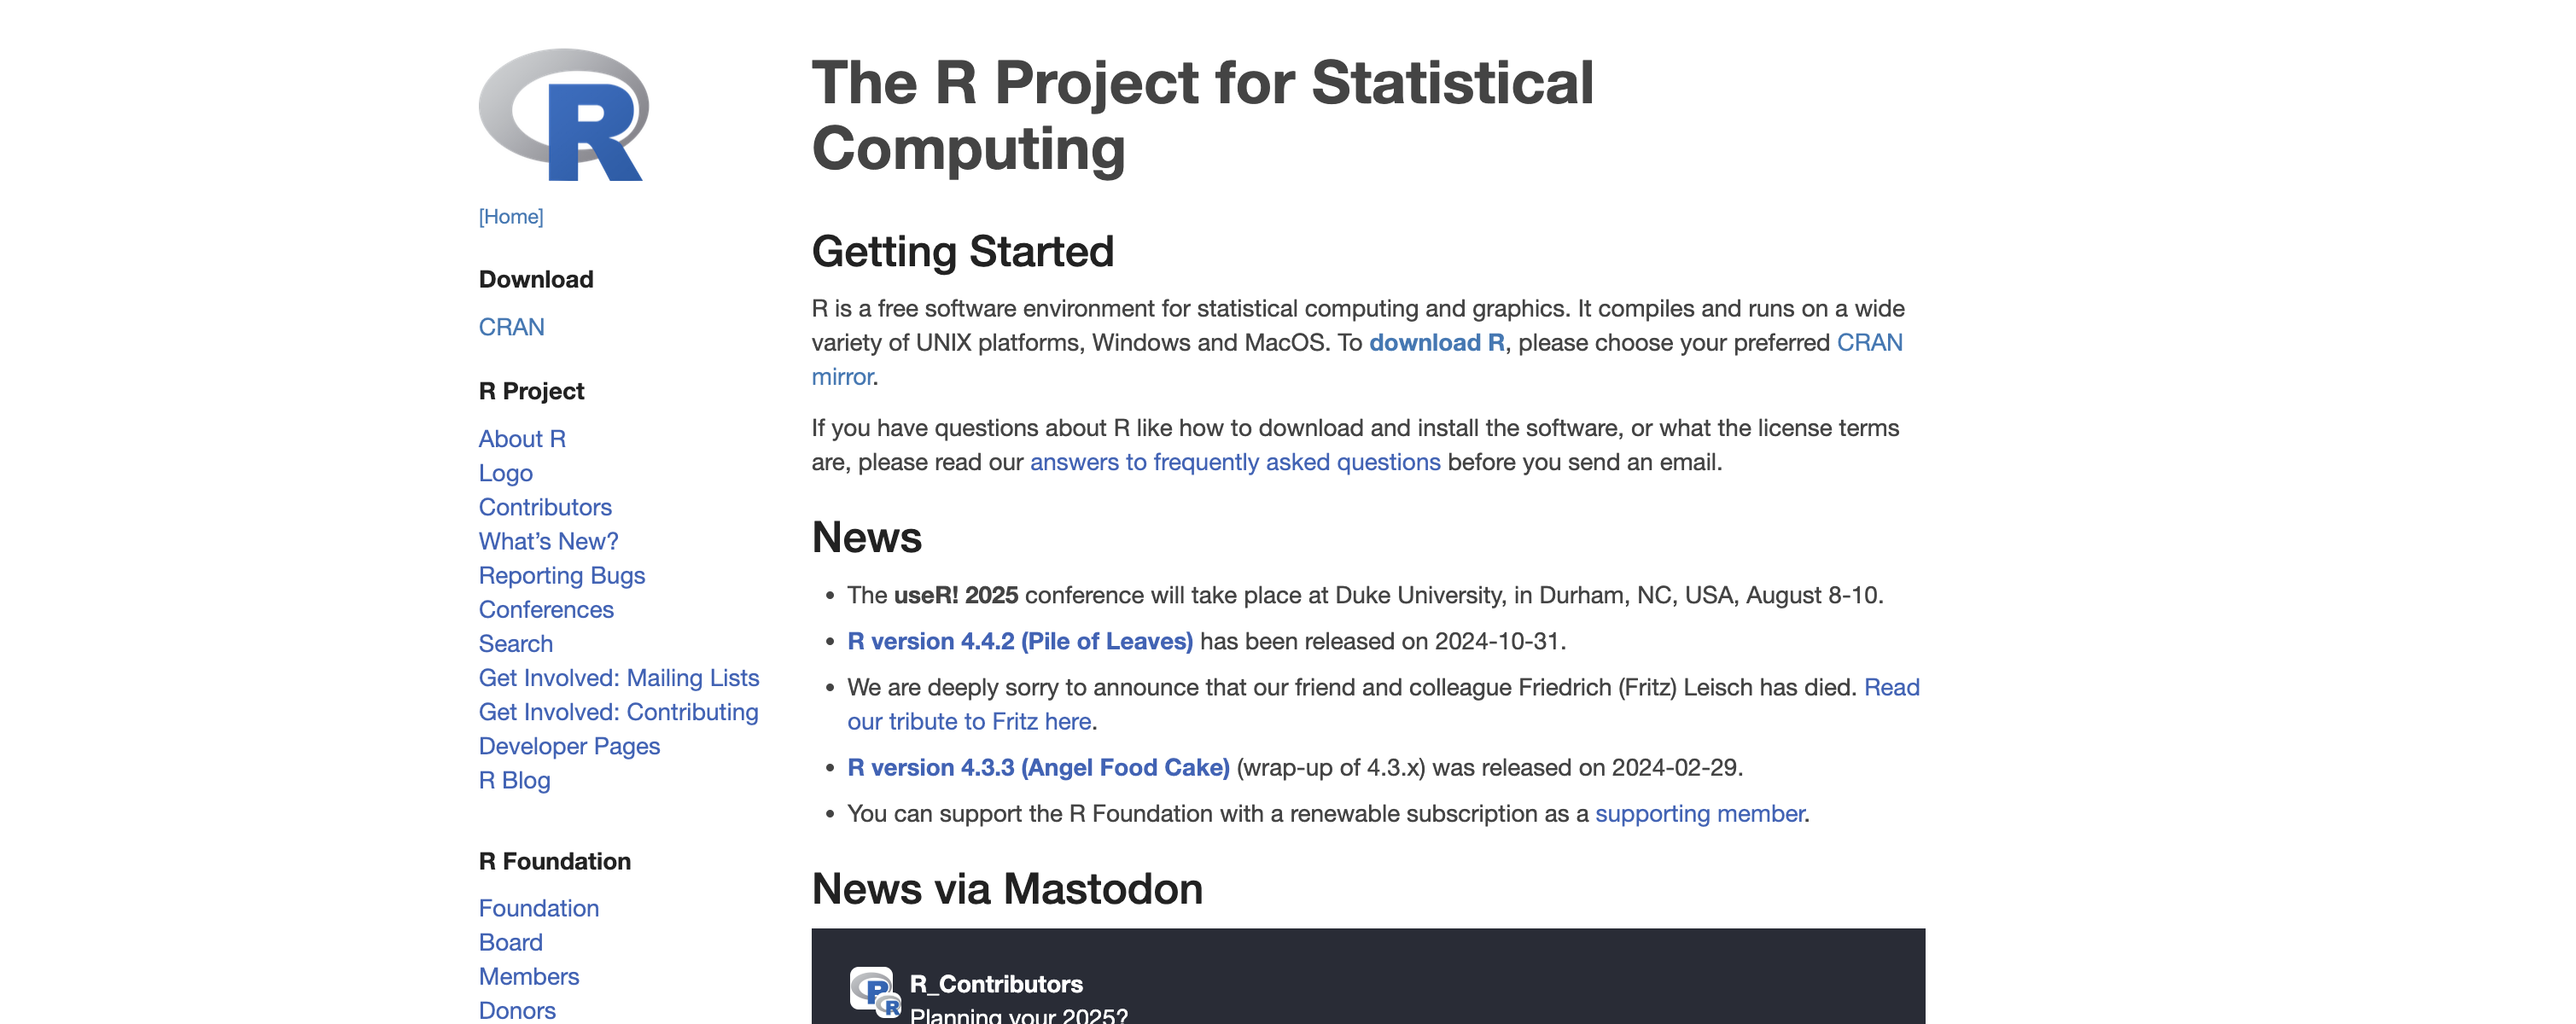 R
[Home]
Download
CRAN
R Project
About R
Logo
Contributors
What’s New?
Reporting Bugs
Conferences
Search
Get Involved: Mailing Lists
Get Involved: Contributing
Developer Pages
R Blog
R Foundation
Foundation
Board
Members
Donors
The R Project for Statistical
Computing
Getting Started
R is a free software environment for statistical computing and graphics. It compiles and runs on a wide
variety of UNIX platforms, Windows and MacOS. To download R, please choose your preferred CRAN
mirror.
If you have questions about R like how to download and install the software, or what the license terms
are, please read our answers to frequently asked questions before you send an email.
News
• The useR! 2025 conference will take place at Duke University, in Durham, NC, USA, August 8-10.
• R version 4.4.2 (Pile of Leaves) has been released on 2024-10-31.
• We are deeply sorry to announce that our friend and colleague Friedrich (Fritz) Leisch has died. Read
our tribute to Fritz here.
• R version 4.3.3 (Angel Food Cake) (wrap-up of 4.3.x) was released on 2024-02-29.
• You can support the R Foundation with a renewable subscription as a supporting member.
News via Mastodon
R R
R_Contributors
Planning your 2025?